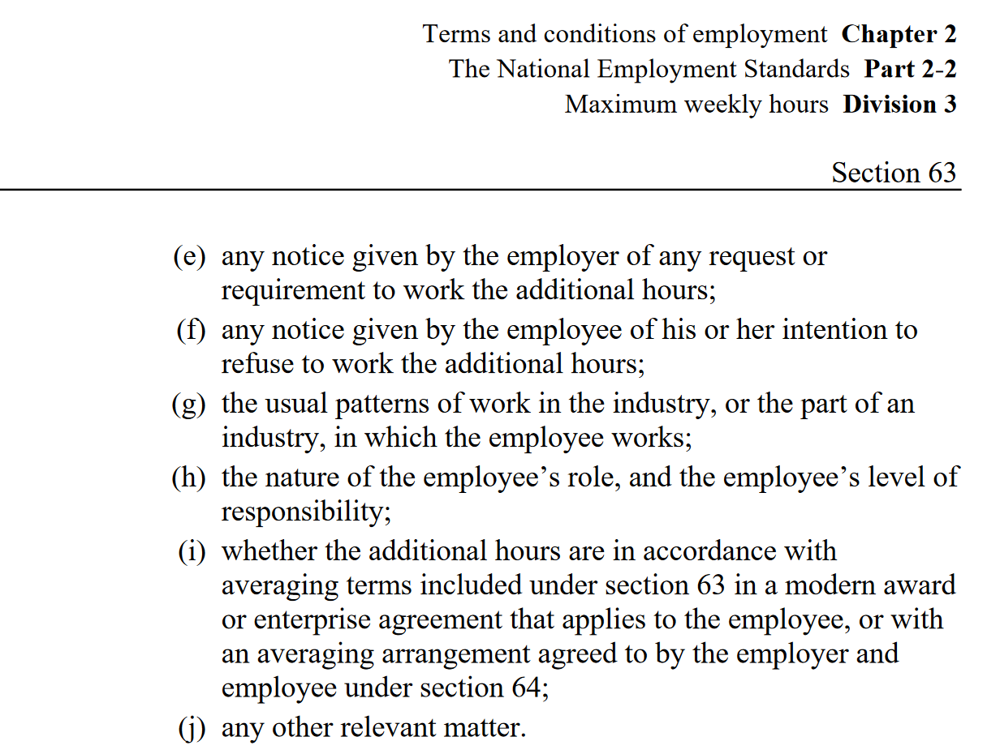 Terms and conditions of employment Chapter 2
The National Employment Standards Part 2-2
Maximum weekly hours Division 3
Section 63
(e) any notice given by the employer of any request or
requirement to work the additional hours;
(f) any notice given by the employee of his or her intention to
refuse to work the additional hours;
(g) the usual patterns of work in the industry, or the part of an
industry, in which the employee works;
(h) the nature of the employee’s role, and the employee’s level of
responsibility;
(i) whether the additional hours are in accordance with
averaging terms included under section 63 in a modern award
or enterprise agreement that applies to the employee, or with
an averaging arrangement agreed to by the employer and
employee under section 64;
(j) any other relevant matter.